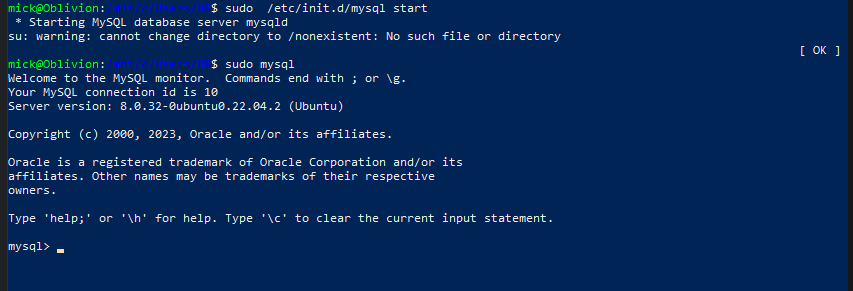 mick@Oblivion:/mnt/c/Users/HP$ sudo  /etc/init.d/mysql start
 * Starting MySQL database server mysqld
su: warning: cannot change directory to /nonexistent: No such file or directory
[ OK ]
mick@Oblivion:/mnt/c/Users/HP$ sudo mysql
Welcome to the MySQL monitor.  Commands end with ; or \g.
Your MySQL connection id is 10
Server version: 8.0.32-0ubuntu0.22.04.2 (Ubuntu)

Copyright (c) 2000, 2023, Oracle and/or its affiliates.

Oracle is a registered trademark of Oracle Corporation and/or its
affiliates. Other names may be trademarks of their respective
owners.

Type 'help;' or '\h' for help. Type '\c' to clear the current input statement.

mysql>